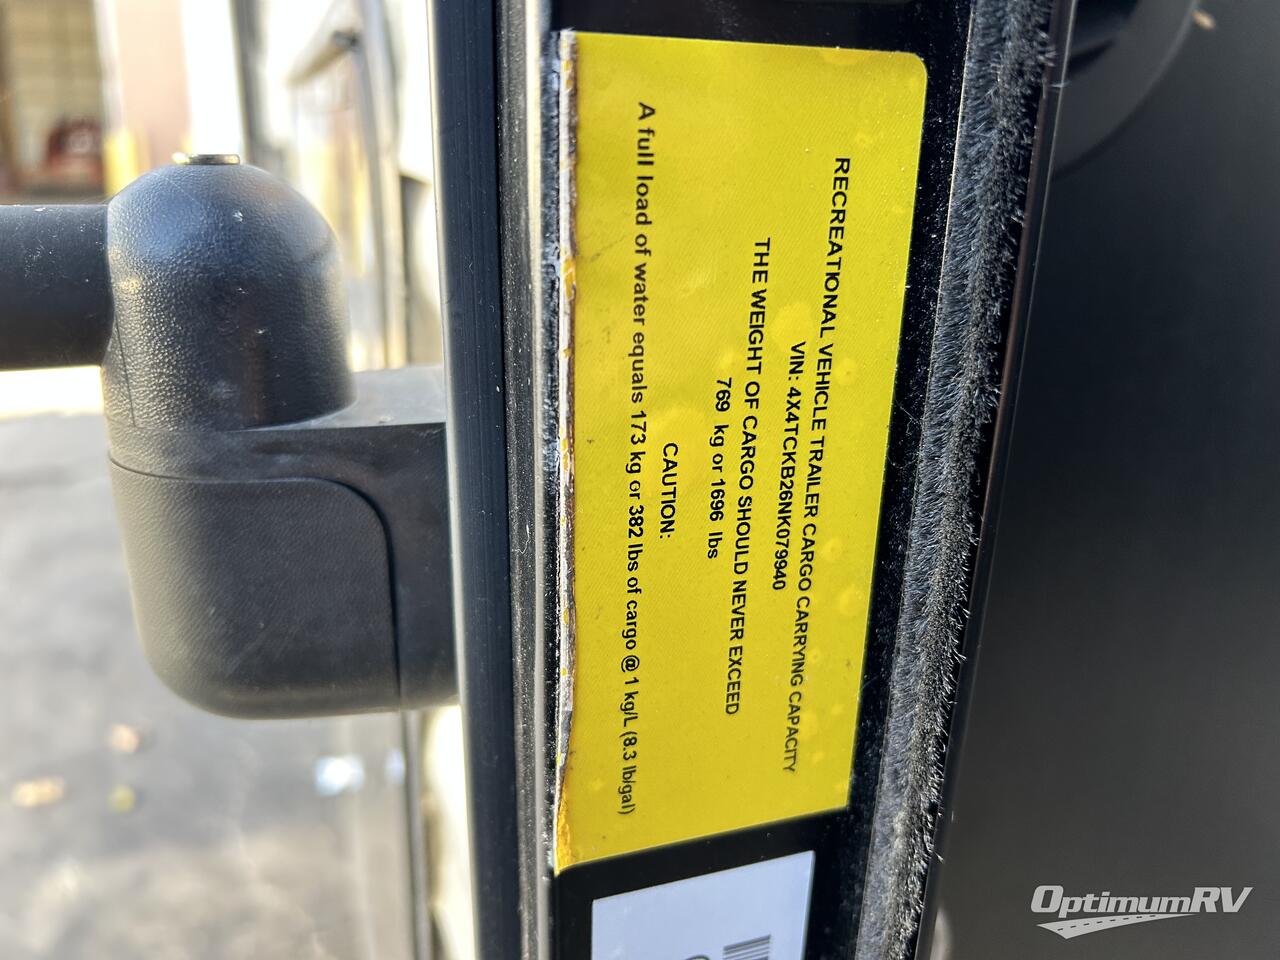 RECREATIONAL VEHICLE TRAILER CARGO CARRYING CAPACITY
VIN: 4X4TCKB26NK079940
THE WEIGHT OF CARGO SHOULD NEVER EXCEED
769 kg or 1696 lbs
CAUTION:
A full load of water equals 173 kg or 382 lbs of cargo @ 1 kg/L (8.3 lb/gal)
OptimumRV